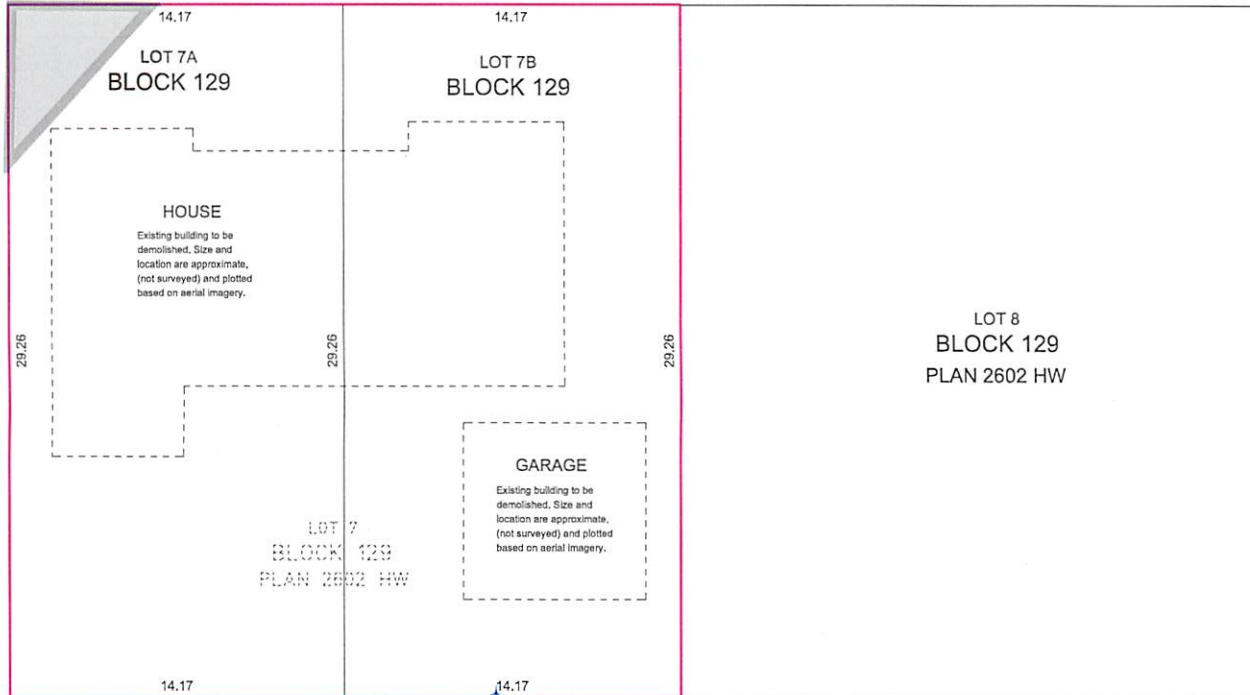 14.17
14.17
LOT 7A
BLOCK 129
LOT 7B
BLOCK 129
HOUSE
Existing building to be
demolished. Size and
location are approximate,
(not surveyed) and plotted
based on aerial imagery.
29.26
29.26
29.26
LOT 8
BLOCK 129
PLAN 2602 HW
GARAGE
Existing building to be
demolished. Size and
location are approximate,
(not surveyed) and plotted
based on aerial imagery.
LOT 7
BLOCK 129
PLAN 2602 HW
14.17
14.17